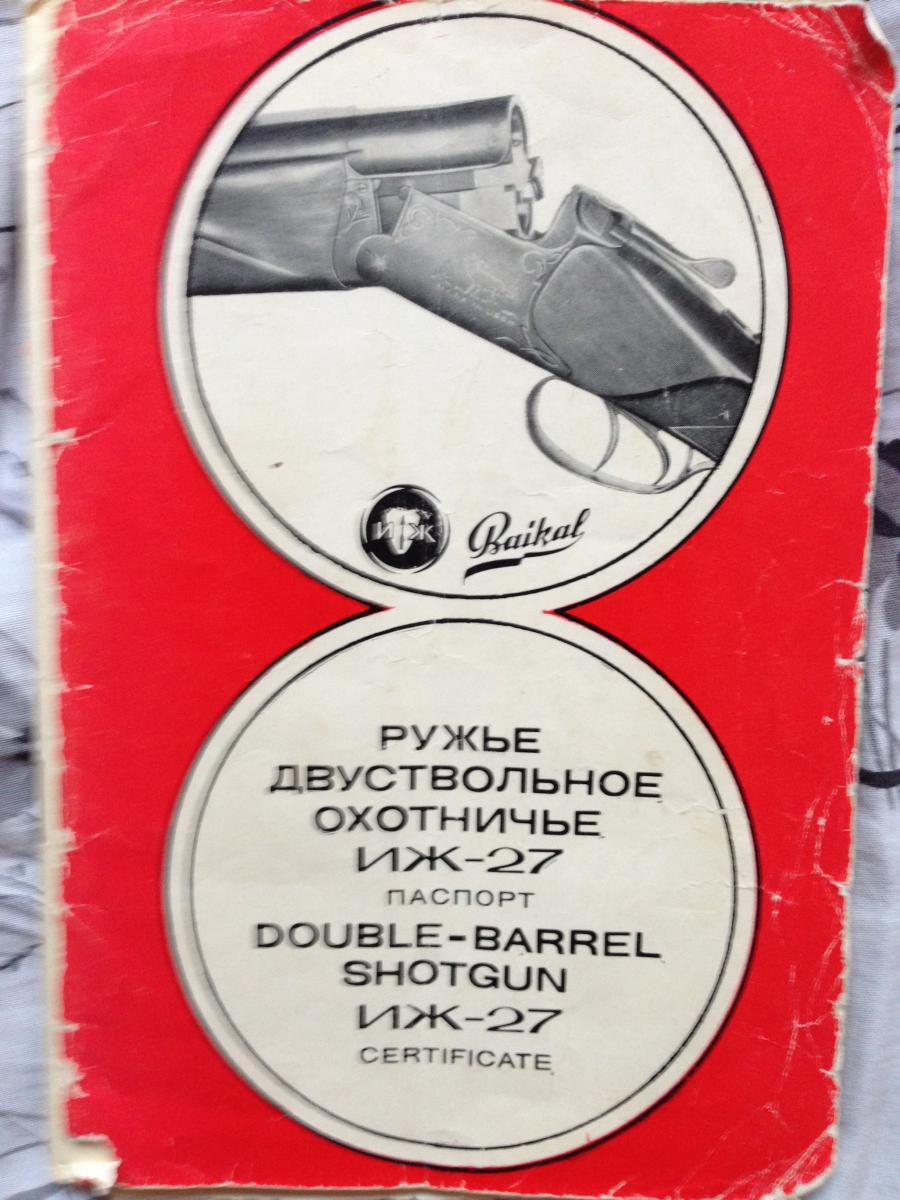 ИЖ
Baikal
РУЖЬЕ
ДВУСТВОЛЬНОЕ
ОХОТНИЧЬЕ
ИЖ-27
ПАСПОРТ
DOUBLE-BARREL
SHOTGUN
ИЖ-27
CERTIFICATE